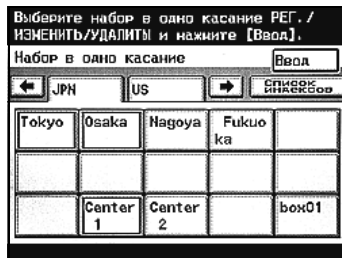 Выберите набор в одно касание РЕГ./
ИЗМЕНИТЬ/УДАЛИТЬ и нажмите [Ввод].
Набор в одно касание
Ввод
JPN
US
список
индексов
Tokyo
Osaka
Nagoya
Fukuo
ka
Center
1
Center
2
box01